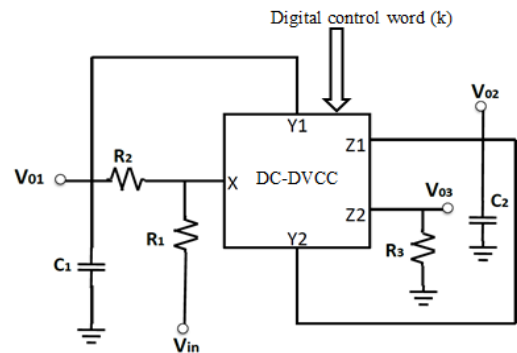 Digital control word (k)
V02
Y1
Z1
R2
V01
X
DC-DVCC
V03
Z2
C2
R1
R3
C1
Y2
Vin